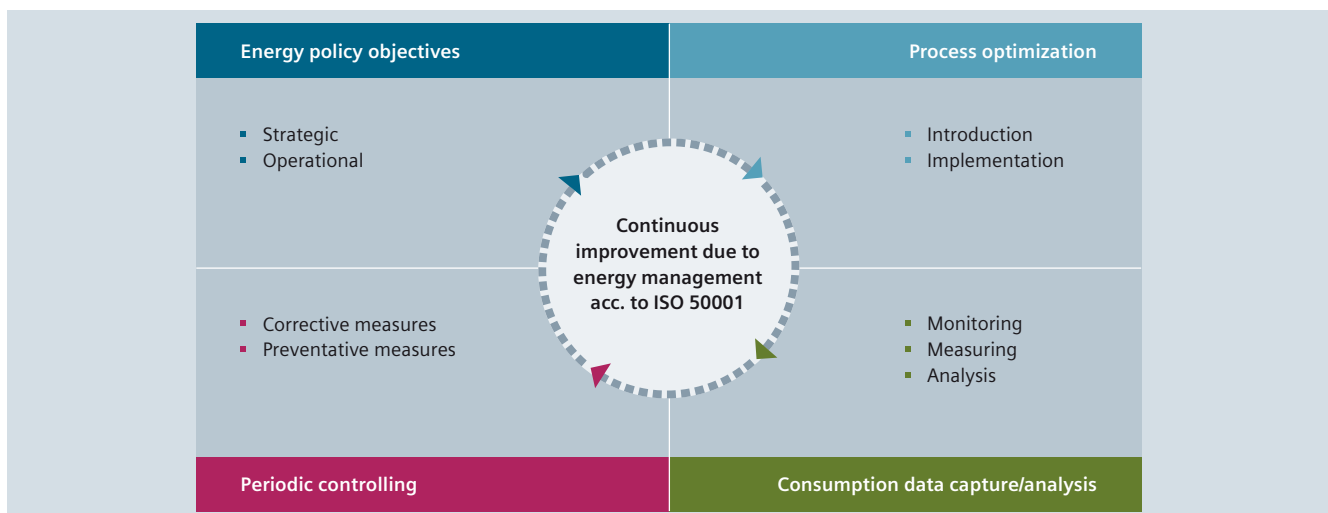 Energy policy objectives
Process optimization
Strategic
Operational
Introduction
Implementation
Continuous
improvement due to
energy management
acc. to ISO 50001
Corrective measures
Preventative measures
Monitoring
Measuring
Analysis
Periodic controlling
Consumption data capture/analysis